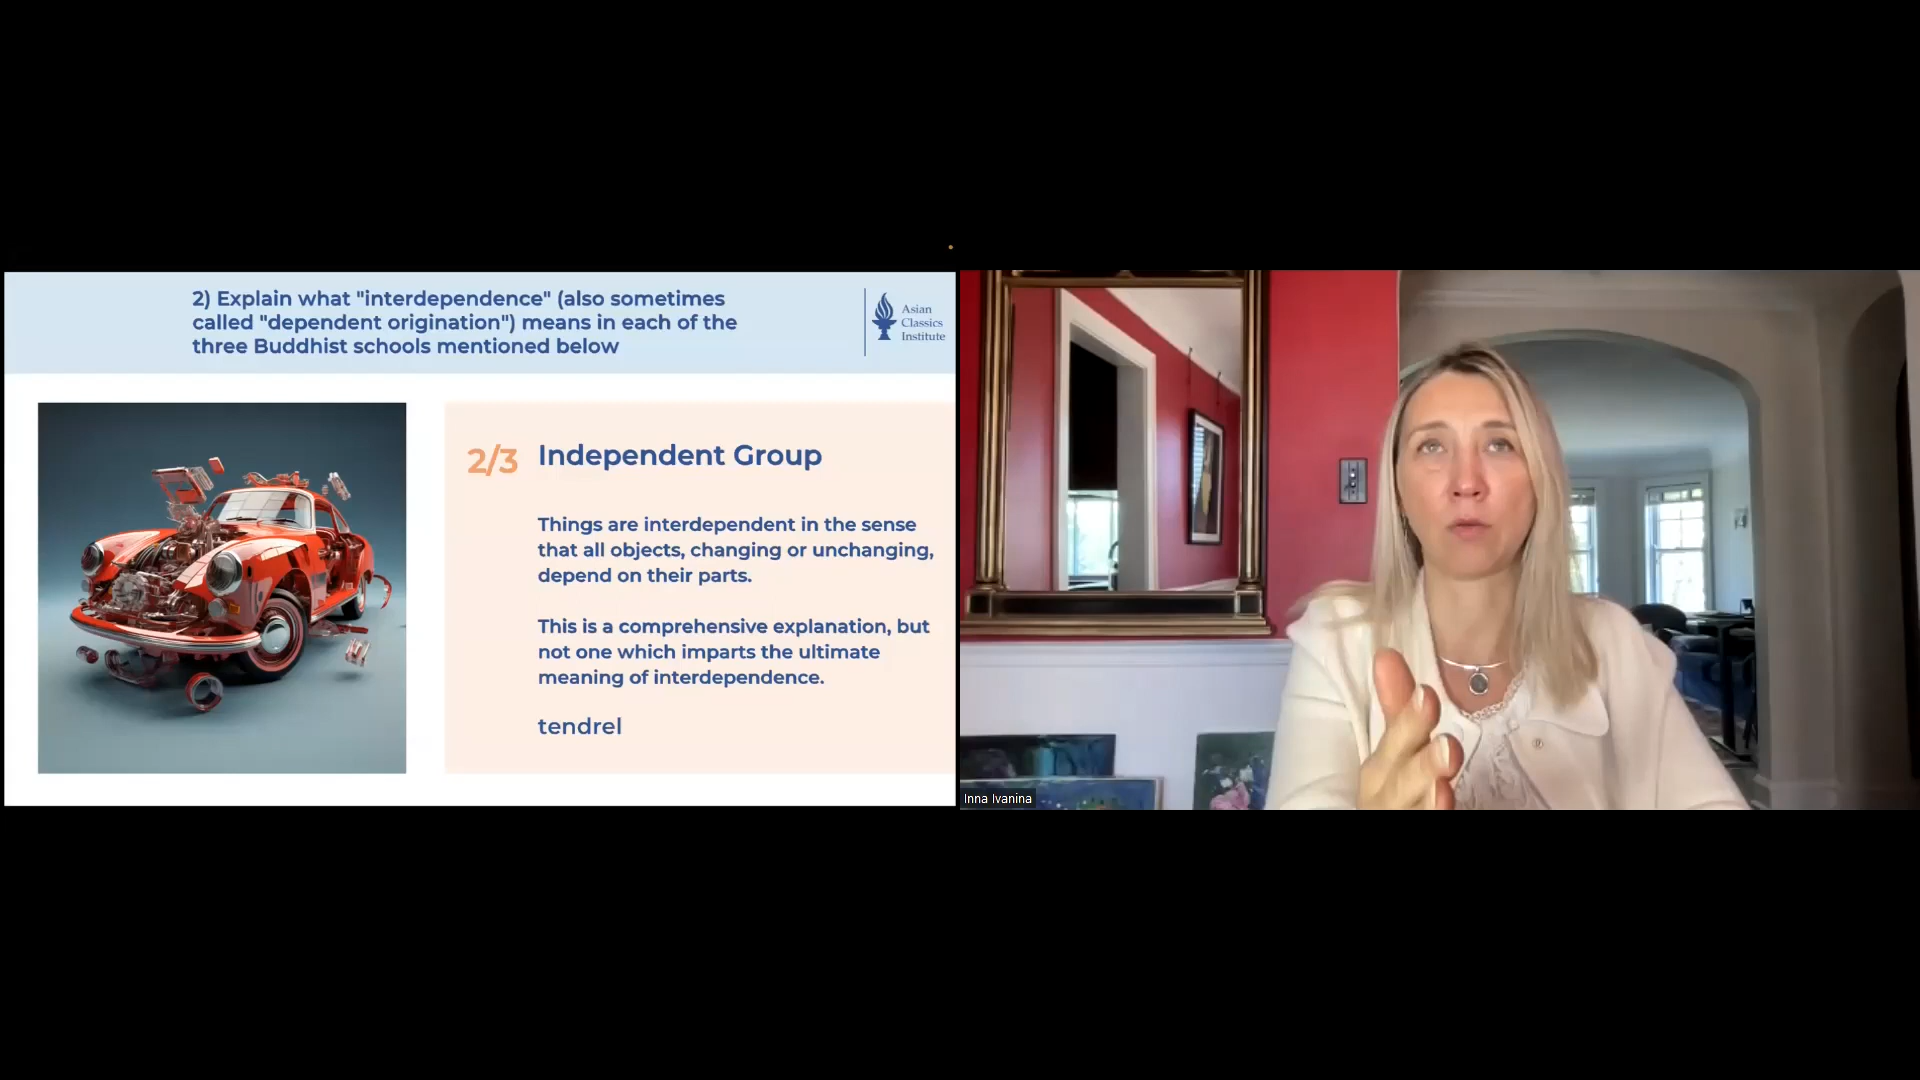 2) Explain what "interdependence" (also sometimes
called "dependent origination") means in each of the
three Buddhist schools mentioned below
Asian
Classics
Institute
2/3 Independent Group
Things are interdependent in the sense
that all objects, changing or unchanging,
depend on their parts.
This is a comprehensive explanation, but
not one which imparts the ultimate
meaning of interdependence.
tendrel
Inna Ivanina